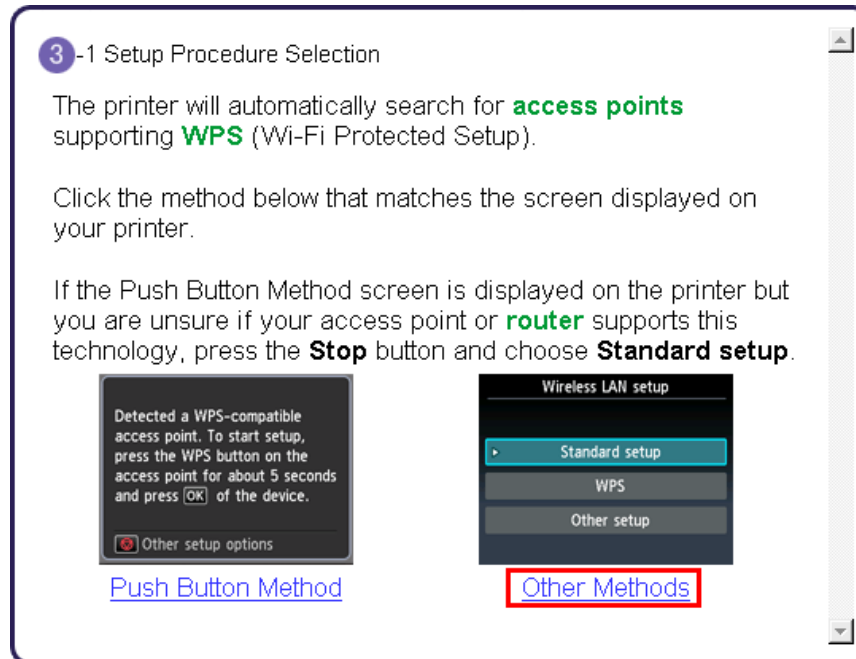 3-1 Setup Procedure Selection
The printer will automatically search for access points
supporting WPS (Wi-Fi Protected Setup).
Click the method below that matches the screen displayed on
your printer.
If the Push Button Method screen is displayed on the printer but
you are unsure if your access point or router supports this
technology, press the Stop button and choose Standard setup.
Detected a WPS-compatible
access point. To start setup,
press the WPS button on the
access point for about 5 seconds
and press OK of the device.
Other setup options
Push Button Method
Wireless LAN setup
Standard setup
WPS
Other setup
Other Methods